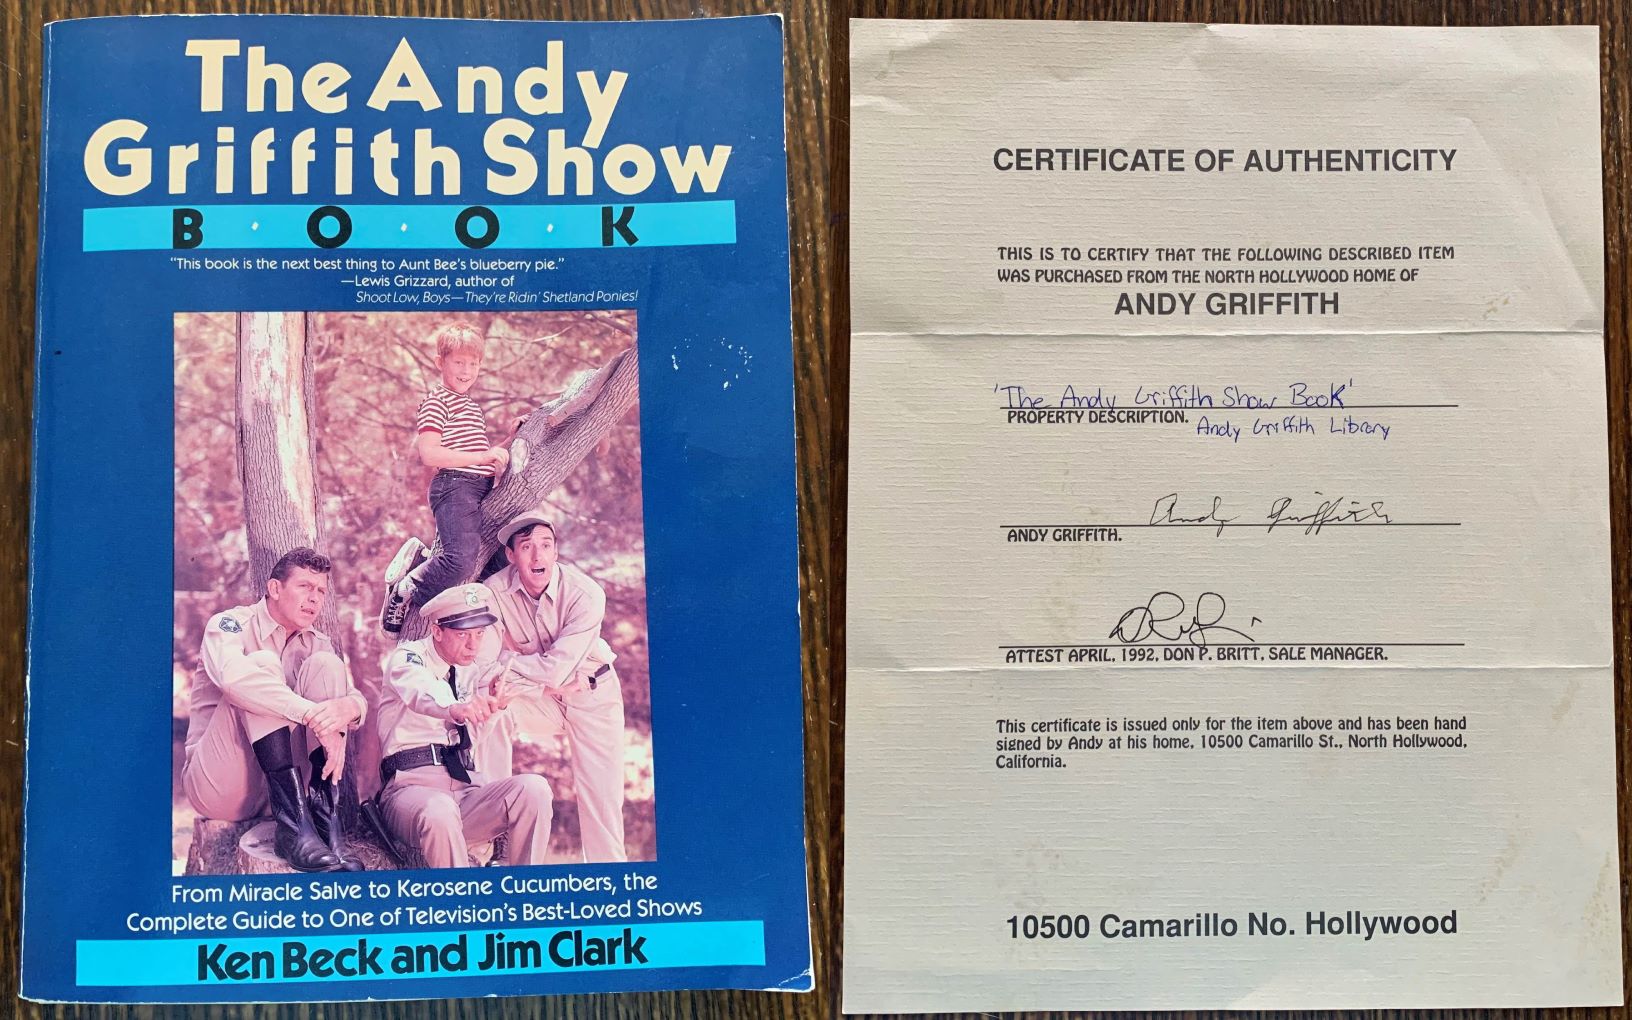 The Andy
Griffith Show
B·O·O·K
"This book is the next best thing to Aunt Bee's blueberry pie."
—Lewis Grizzard, author of
Shoot Low, Boys—They're Ridin' Shetland Ponies!
From Miracle Salve to Kerosene Cucumbers, the
Complete Guide to One of Television's Best-Loved Shows
Ken Beck and Jim Clark
CERTIFICATE OF AUTHENTICITY
THIS IS TO CERTIFY THAT THE FOLLOWING DESCRIBED ITEM
WAS PURCHASED FROM THE NORTH HOLLYWOOD HOME OF
ANDY GRIFFITH
'The Andy Griffith Show Book'
PROPERTY DESCRIPTION.
Andy Griffith Library
Andy Griffith
ANDY GRIFFITH.
ATTEST APRIL, 1992, DON P. BRITT, SALE MANAGER.
This certificate is issued only for the item above and has been hand
signed by Andy at his home, 10500 Camarillo St., North Hollywood,
California.
10500 Camarillo No. Hollywood